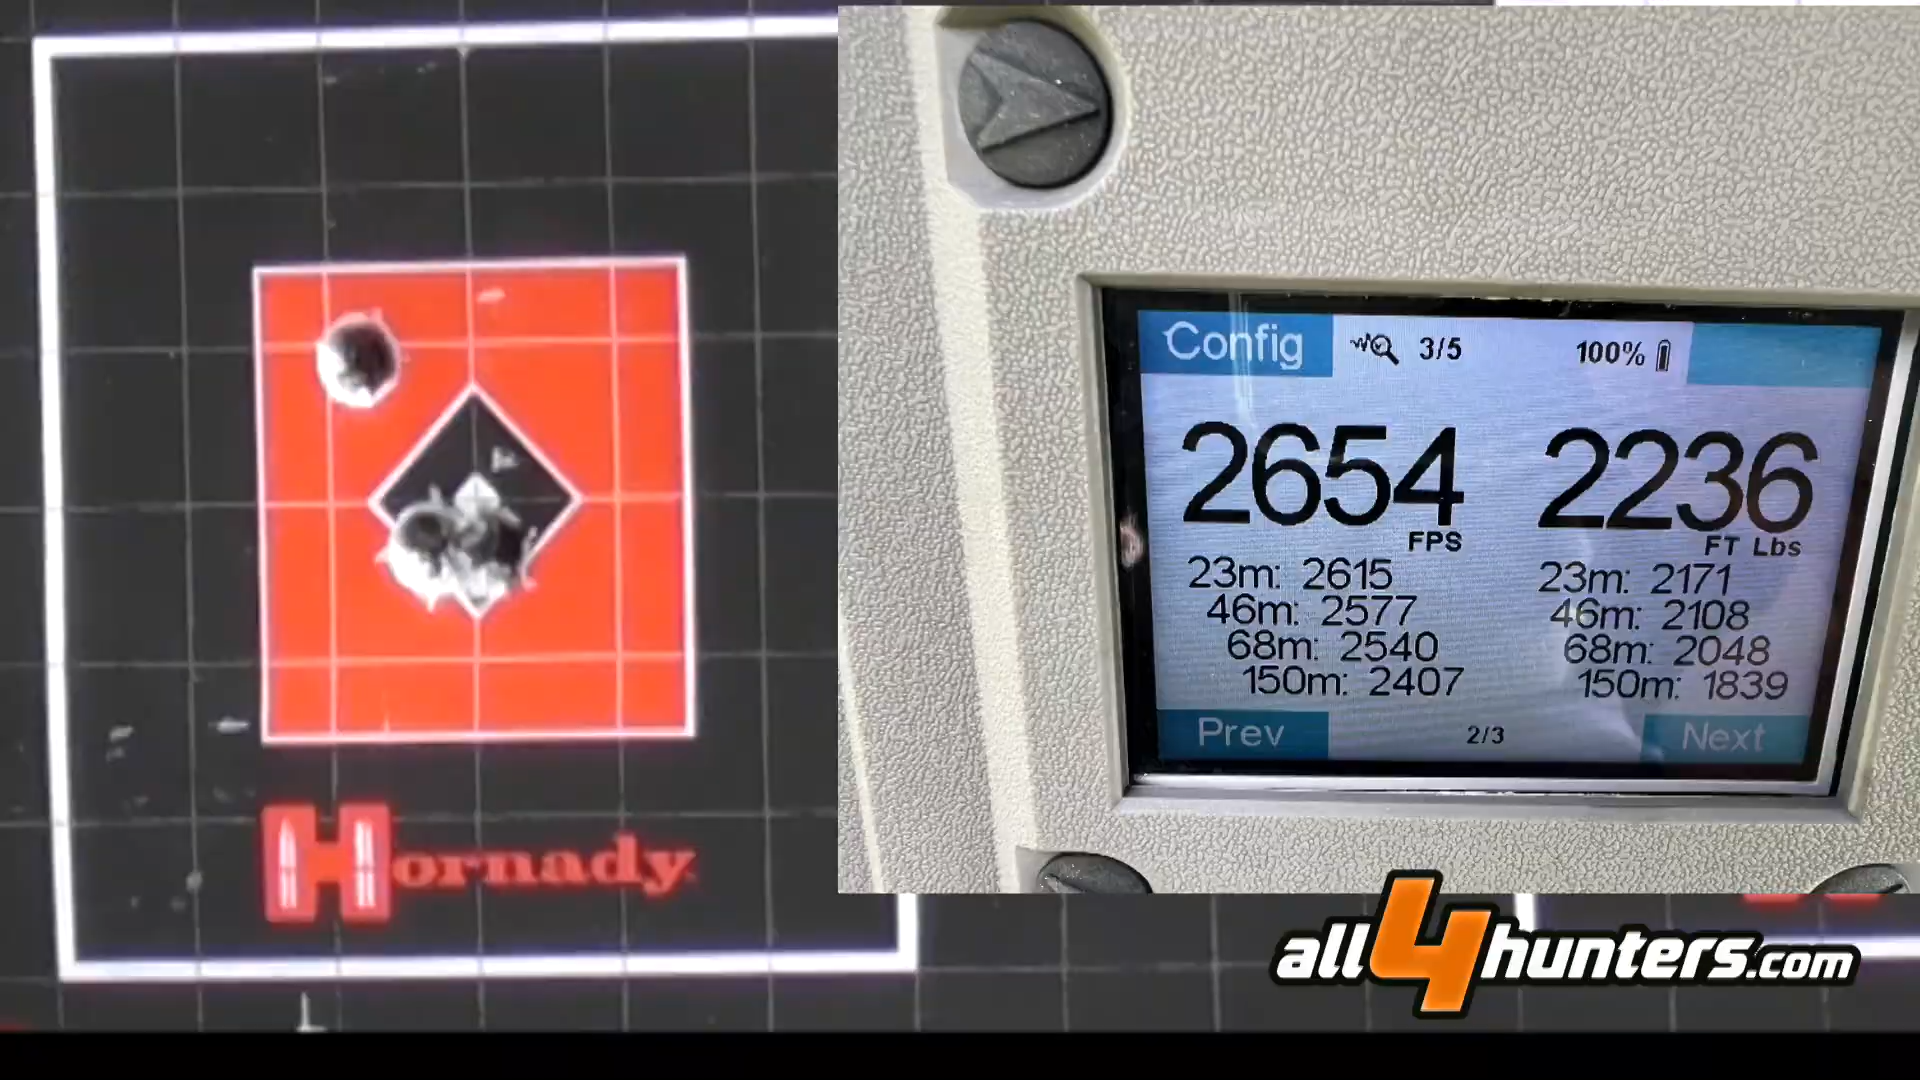 Hornady
Config 3/5 100%
2654 FPS 2236 FT Lbs
23m: 2615 23m: 2171
46m: 2577 46m: 2108
68m: 2540 68m: 2048
150m: 2407 150m: 1839
Prev 2/3 Next
all4hunters.com